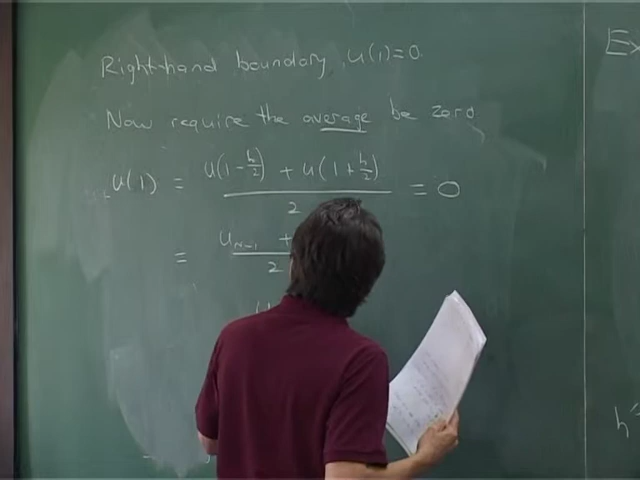 Right-hand boundary, u(1)=0.
Now require the average be zero
u(1) = u(1-h/2) + u(1+h/2) / 2 = 0
= u_{N-1} + / 2
Ex
h